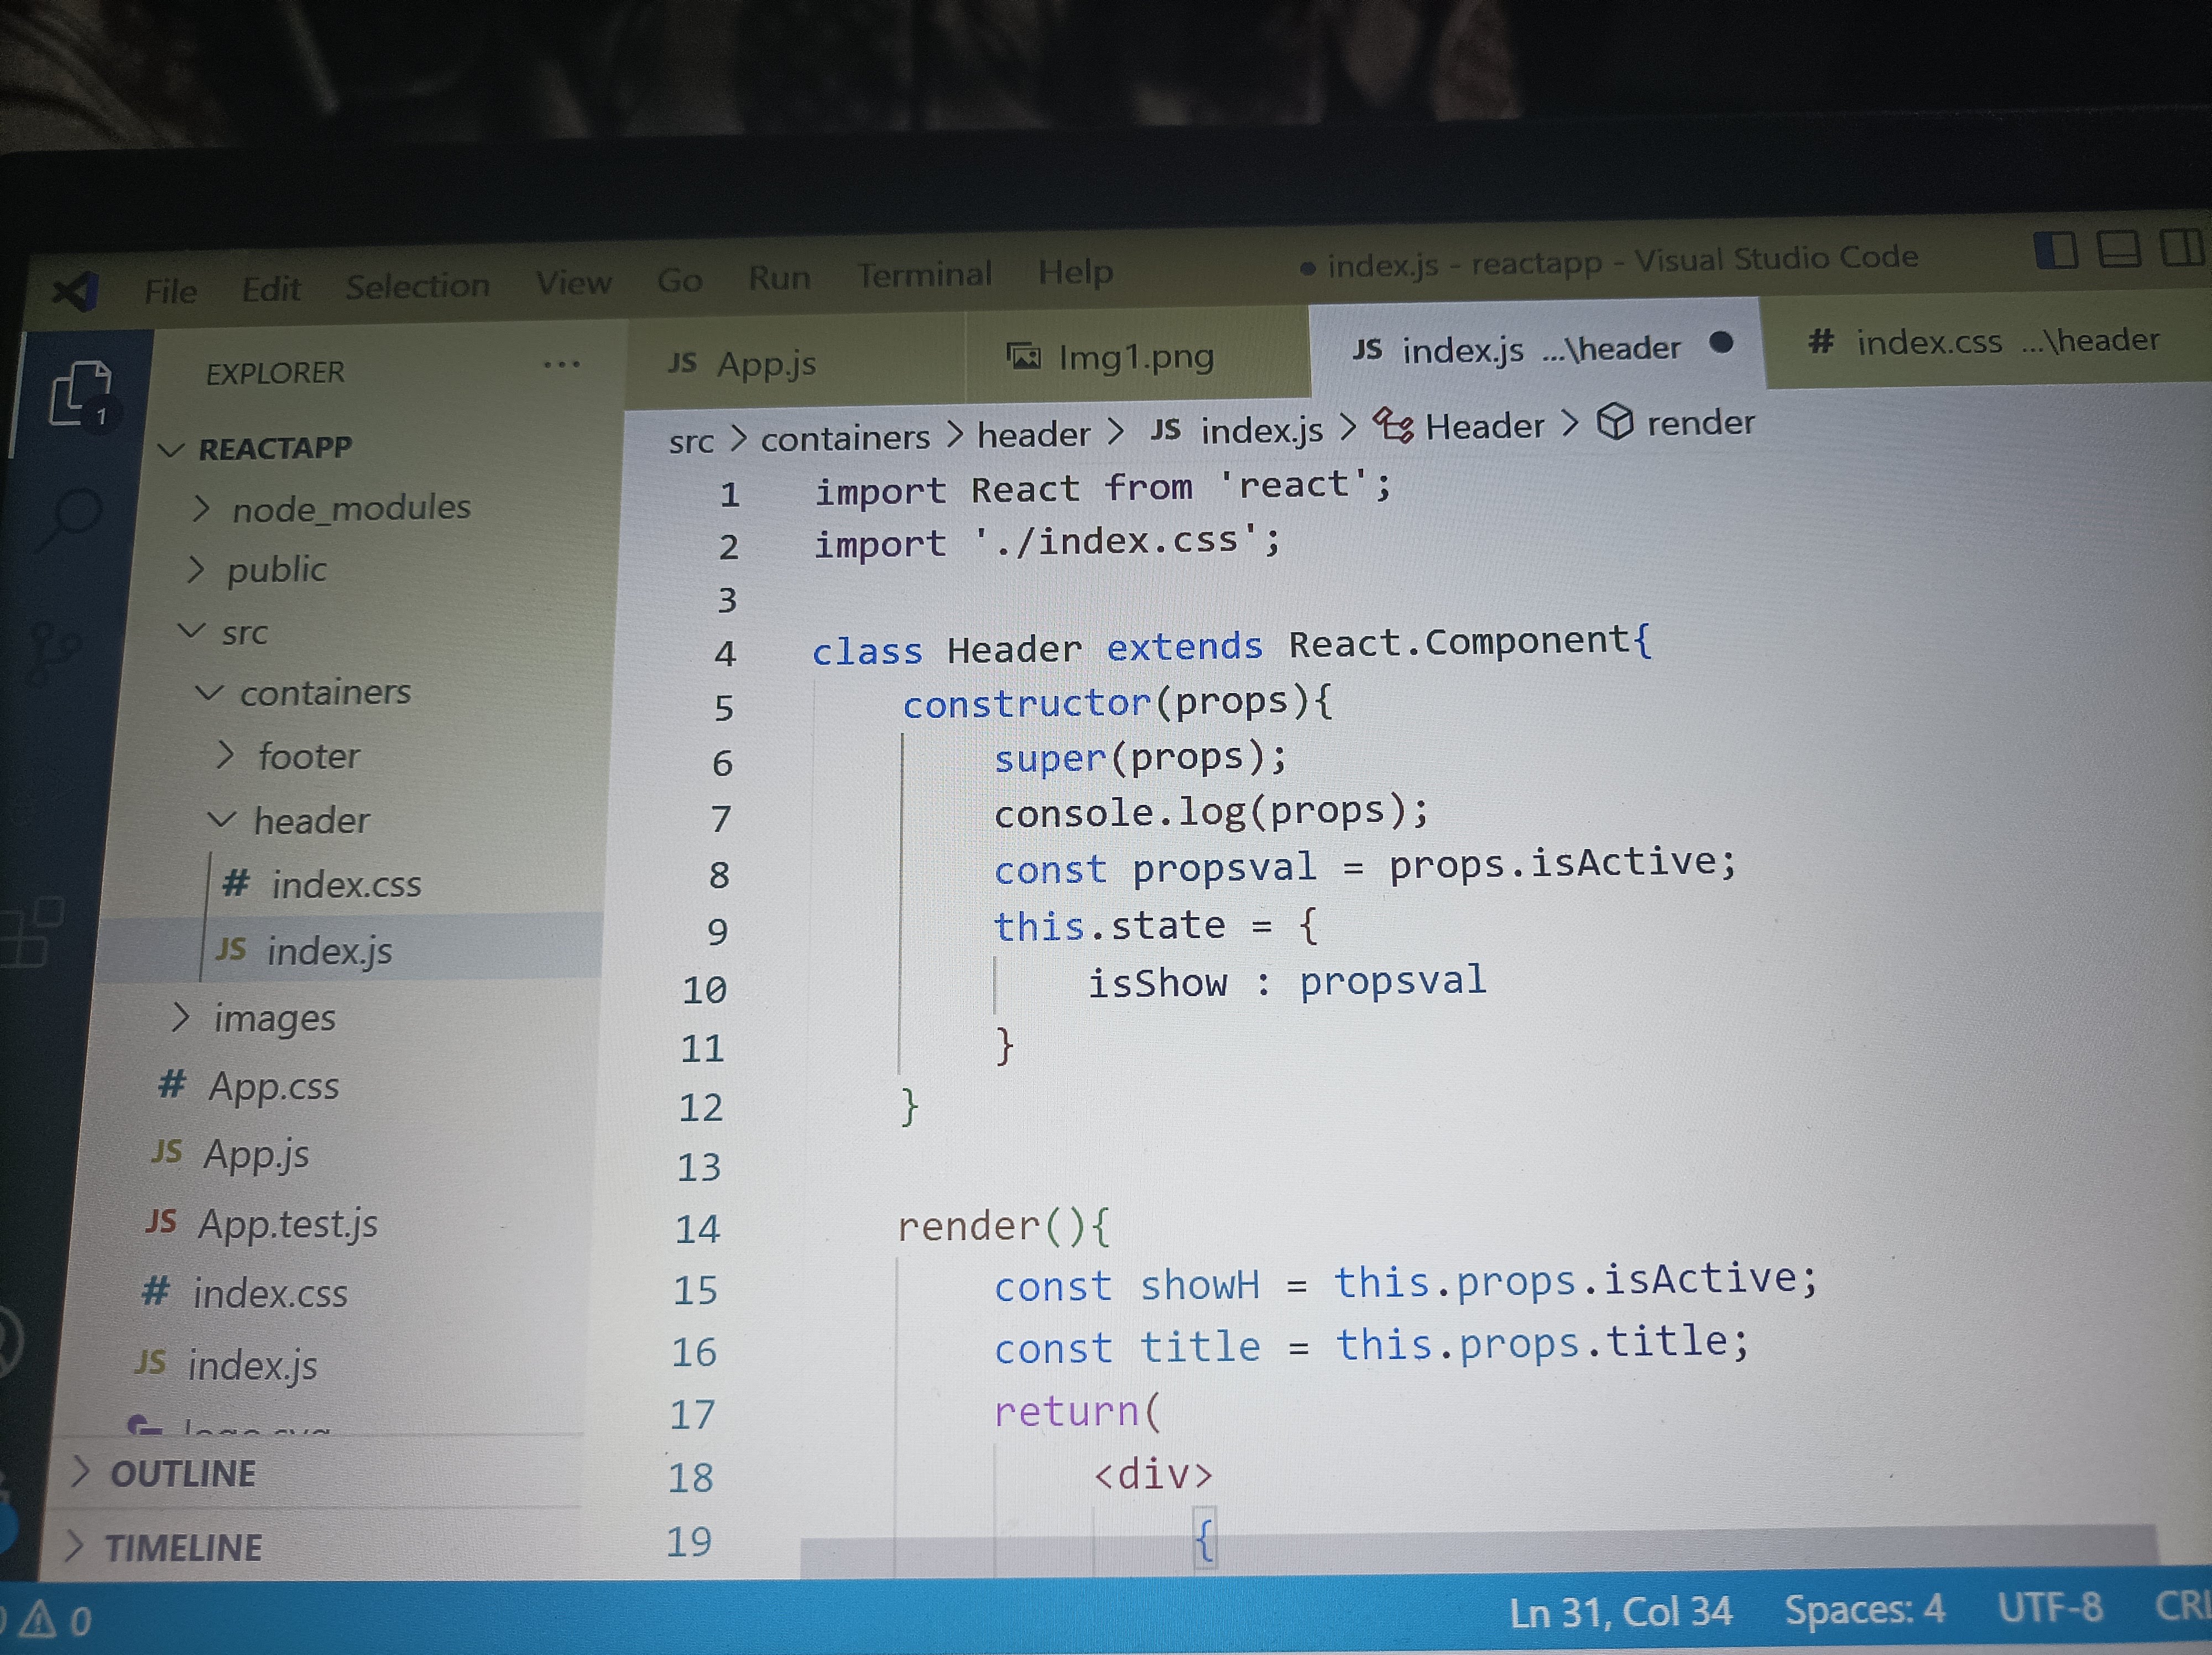 File Edit Selection View Go Run Terminal Help ● index.js - reactapp - Visual Studio Code
EXPLORER ...
1
REACTAPP
node_modules
public
src
containers
footer
header
# index.css
JS index.js
images
# App.css
JS App.js
JS App.test.js
# index.css
JS index.js
OUTLINE
TIMELINE
JS App.js Img1.png JS index.js ...\header ● # index.css ...\header
src > containers > header > JS index.js > Header > render
1 import React from 'react';
2 import './index.css';
3
4 class Header extends React.Component{
5 constructor(props){
6 super(props);
7 console.log(props);
8 const propsval = props.isActive;
9 this.state = {
10 isShow : propsval
11 }
12 }
13
14 render(){
15 const showH = this.props.isActive;
16 const title = this.props.title;
17 return(
18 <div>
19 {
0 Ln 31, Col 34 Spaces: 4 UTF-8